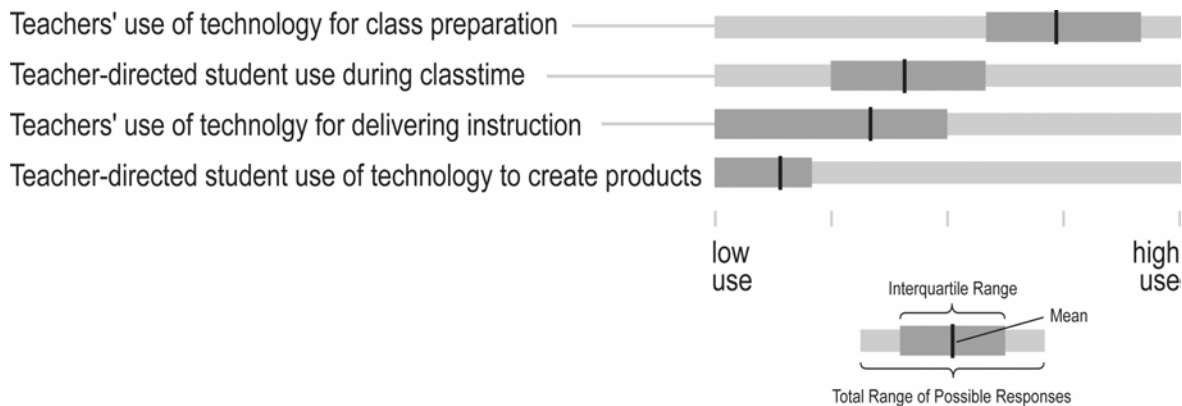 Teachers' use of technology for class preparation
Teacher-directed student use during classtime
Teachers' use of technolgy for delivering instruction
Teacher-directed student use of technology to create products
low use
high use
Interquartile Range
Mean
Total Range of Possible Responses